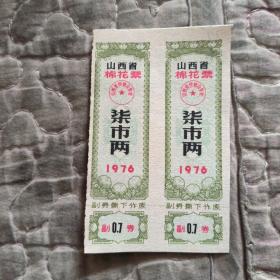 山西省 山西省
棉花票 棉花票
柒市两 柒市两
1976 1976
副券撕下作废 副券撕下作废
副 0.7 券 副 0.7 券